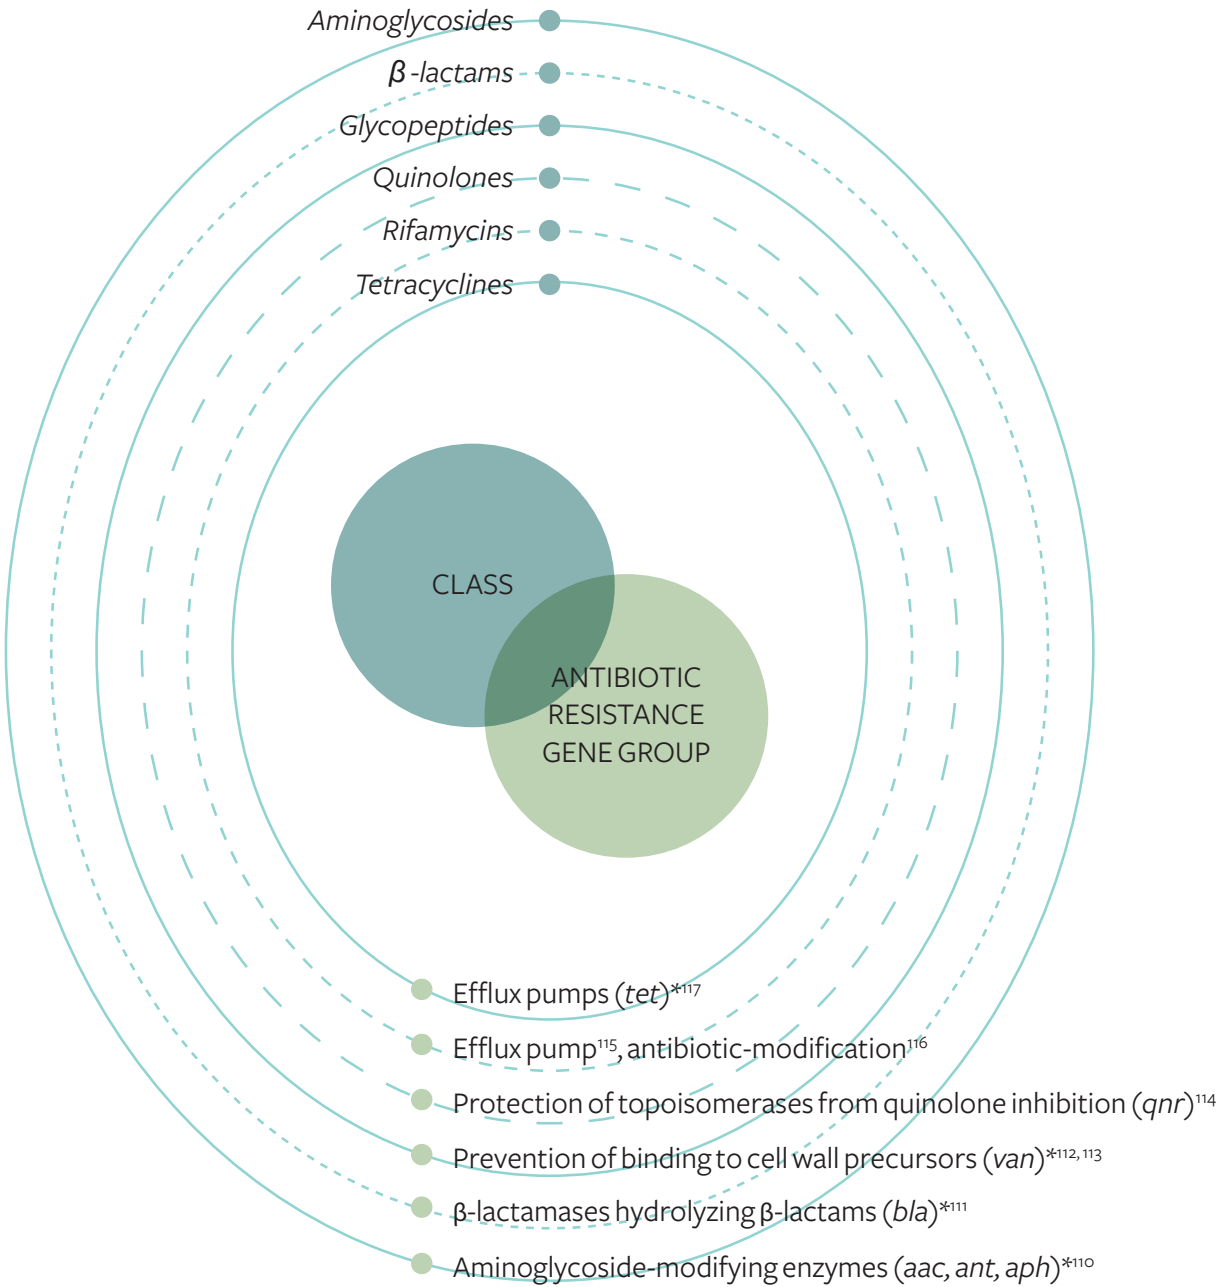 Aminoglycosides
β-lactams
Glycopeptides
Quinolones
Rifamycins
Tetracyclines
CLASS
ANTIBIOTIC
RESISTANCE
GENE GROUP
Efflux pumps (tet)*117
Efflux pump115, antibiotic-modification116
Protection of topoisomerases from quinolone inhibition (qnr)114
Prevention of binding to cell wall precursors (van)*112, 113
β-lactamases hydrolyzing β-lactams (bla)*111
Aminoglycoside-modifying enzymes (aac, ant, aph)*110